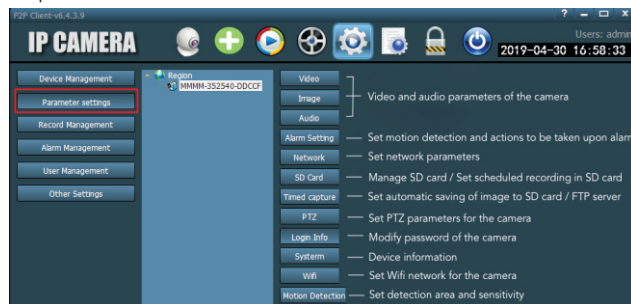 P2P Client-v6.4.3.9
IP CAMERA
Users: admin
2019-04-30 16:58:33
Device Management
Parameter settings
Record Management
Alarm Management
User Management
Other Settings
Region
MMMM-352540-DDCCF
Video
Image
Audio
Video and audio parameters of the camera
Alarm Setting
Set motion detection and actions to be taken upon alarm
Network
Set network parameters
SD Card
Manage SD card / Set scheduled recording in SD card
Timed capture
Set automatic saving of image to SD card / FTP server
PTZ
Set PTZ parameters for the camera
Login Info
Modify password of the camera
Systerm
Device information
Wifi
Set Wifi network for the camera
Motion Detection
Set detection area and sensitivity